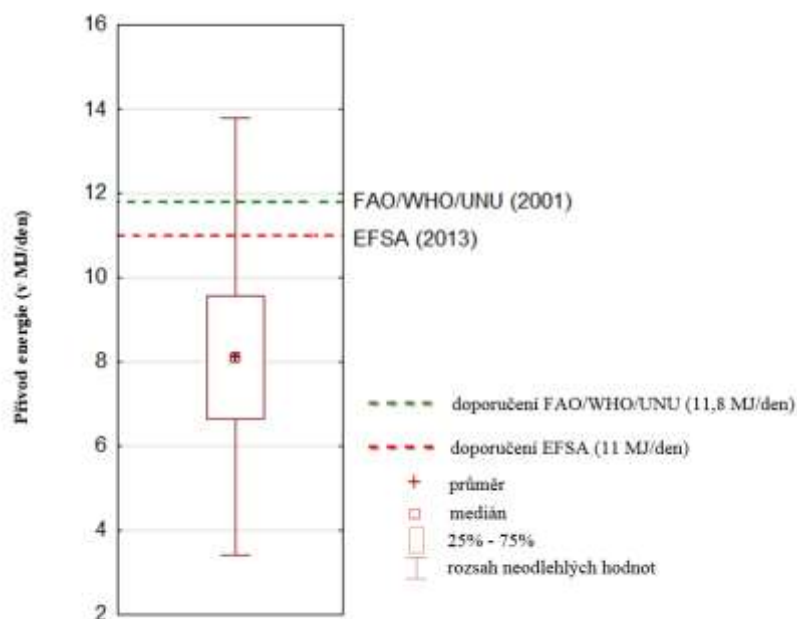 16
14
12
10
8
6
4
2
Přívod energie (v MJ/den)
FAO/WHO/UNU (2001)
EFSA (2013)
doporučení FAO/WHO/UNU (11,8 MJ/den)
doporučení EFSA (11 MJ/den)
průměr
medián
25% - 75%
rozsah neodlehlých hodnot